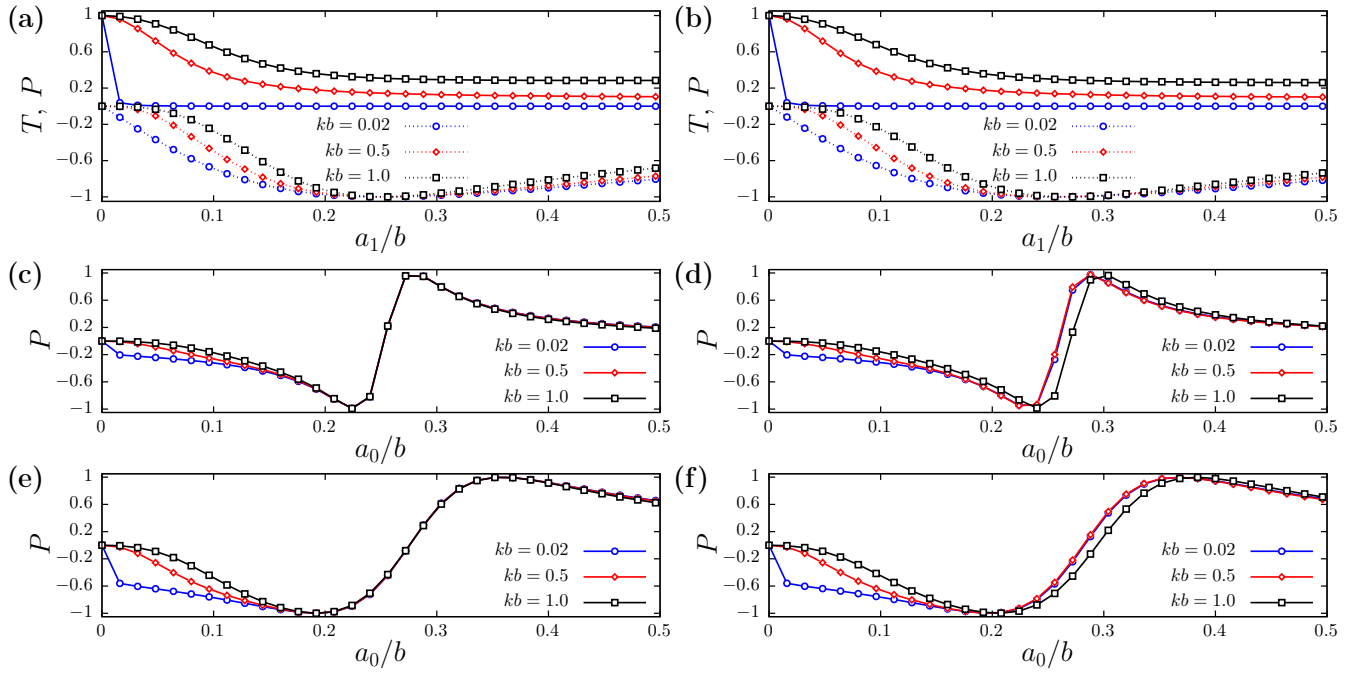 (a)
1
0.6
0.2
−0.2
−0.6
−1
T, P
kb = 0.02
kb = 0.5
kb = 1.0
0 0.1 0.2 0.3 0.4 0.5
a₁/b
(b)
1
0.6
0.2
−0.2
−0.6
−1
T, P
kb = 0.02
kb = 0.5
kb = 1.0
0 0.1 0.2 0.3 0.4 0.5
a₁/b
(c)
1
0.6
0.2
−0.2
−0.6
−1
P
kb = 0.02
kb = 0.5
kb = 1.0
0 0.1 0.2 0.3 0.4 0.5
a₀/b
(d)
1
0.6
0.2
−0.2
−0.6
−1
P
kb = 0.02
kb = 0.5
kb = 1.0
0 0.1 0.2 0.3 0.4 0.5
a₀/b
(e)
1
0.6
0.2
−0.2
−0.6
−1
P
kb = 0.02
kb = 0.5
kb = 1.0
0 0.1 0.2 0.3 0.4 0.5
a₀/b
(f)
1
0.6
0.2
−0.2
−0.6
−1
P
kb = 0.02
kb = 0.5
kb = 1.0
0 0.1 0.2 0.3 0.4 0.5
a₀/b